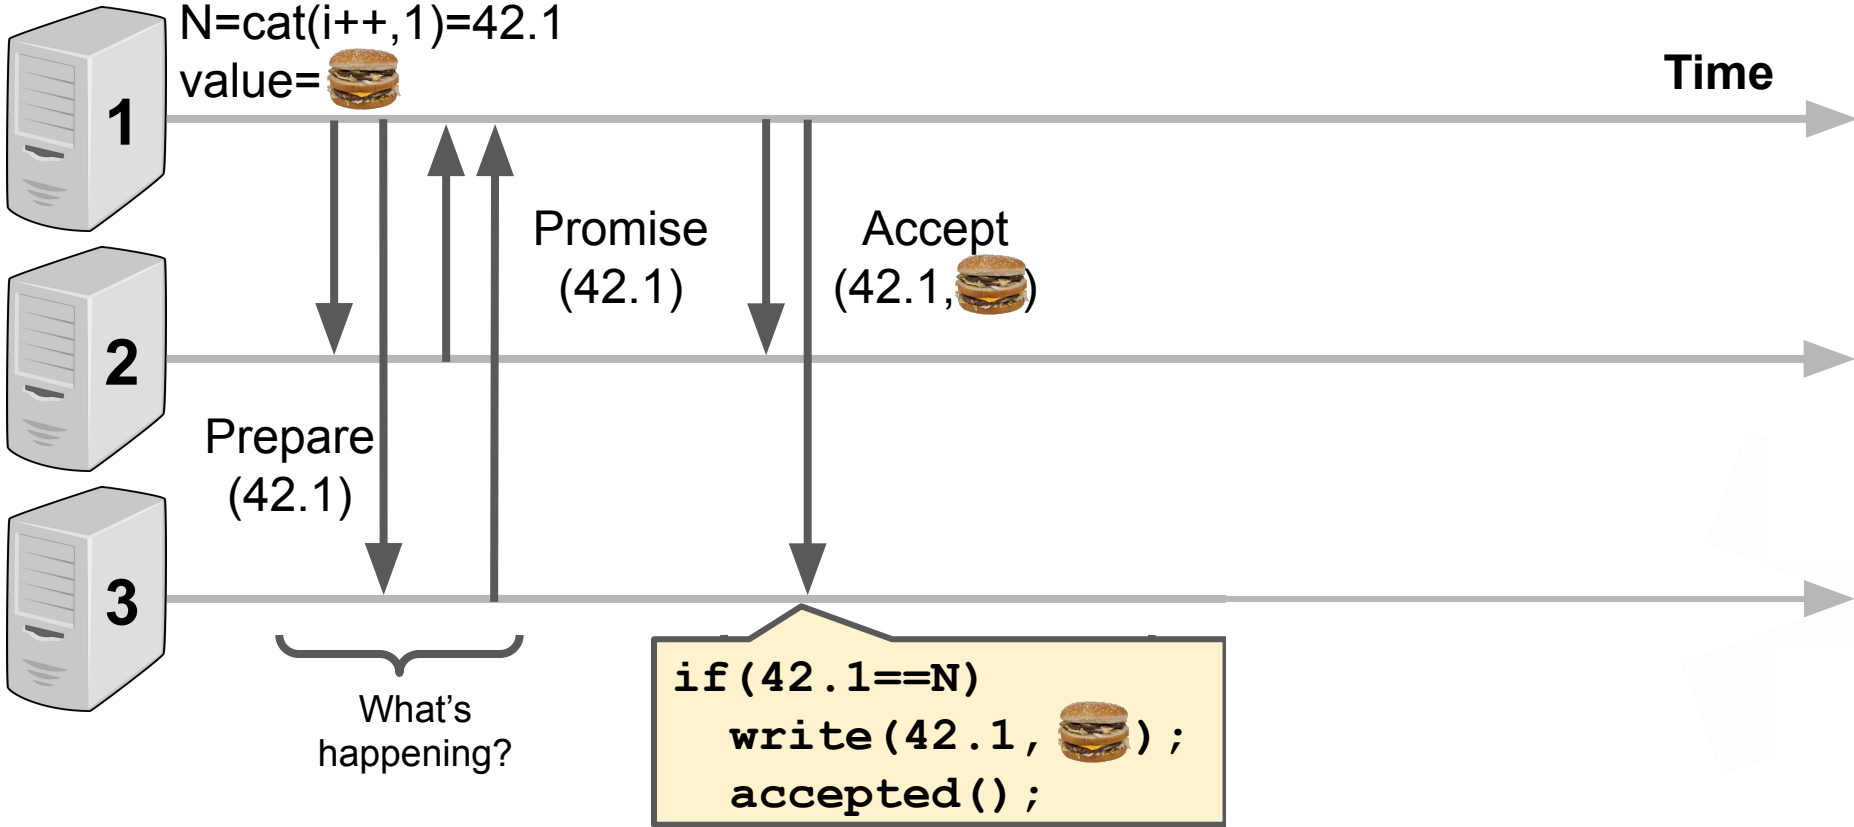 N=cat(i++,1)=42.1
value=
Time
1
Promise
(42.1)
Accept
(42.1, )
2
Prepare
(42.1)
3
What's
happening?
if(42.1==N)
write(42.1, );
accepted();